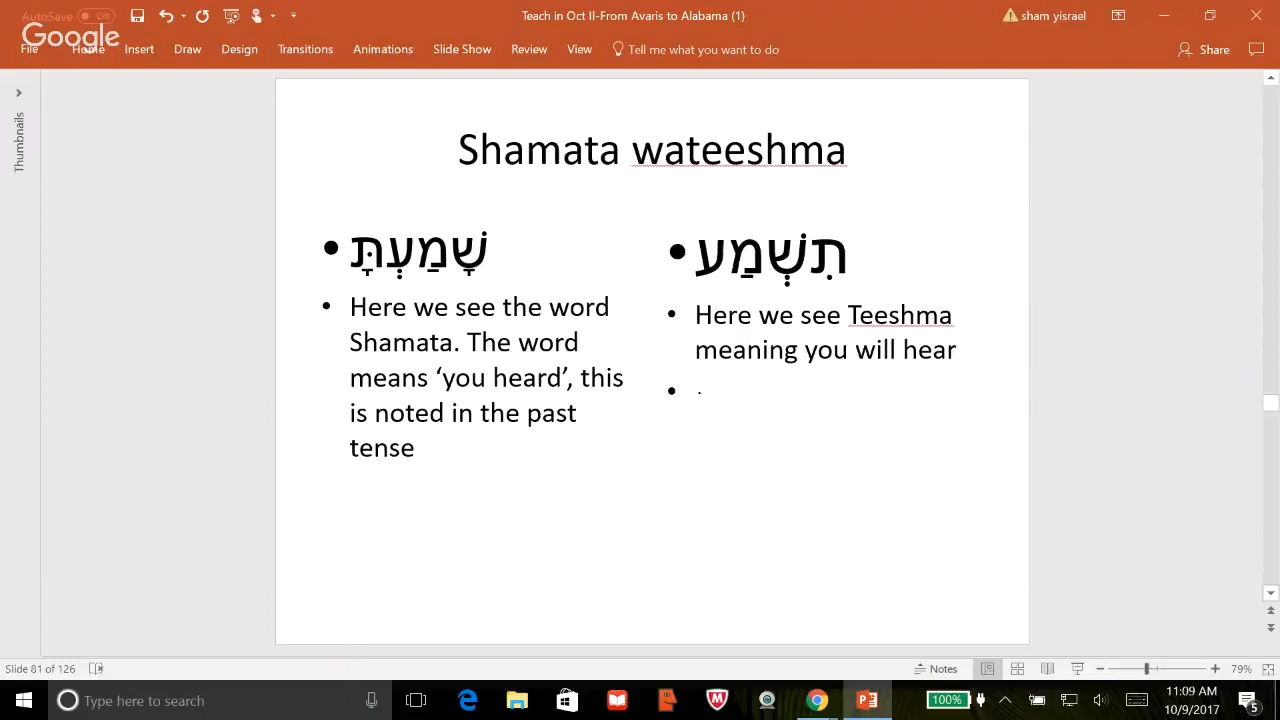 AutoSave Off
Teach in Oct II-From Avaris to Alabama (1)
sham yisrael
Google
File Home Insert Draw Design Transitions Animations Slide Show Review View Tell me what you want to do
Share
Thumbnails
Shamata wateeshma
• שָׁמַעְתָּ
• Here we see the word
Shamata. The word
means ‘you heard’, this
is noted in the past
tense
• תִשְׁמַע
• Here we see Teeshma
meaning you will hear
• .
Slide 81 of 126
Notes
79%
Type here to search
100%
11:09 AM
10/9/2017
5